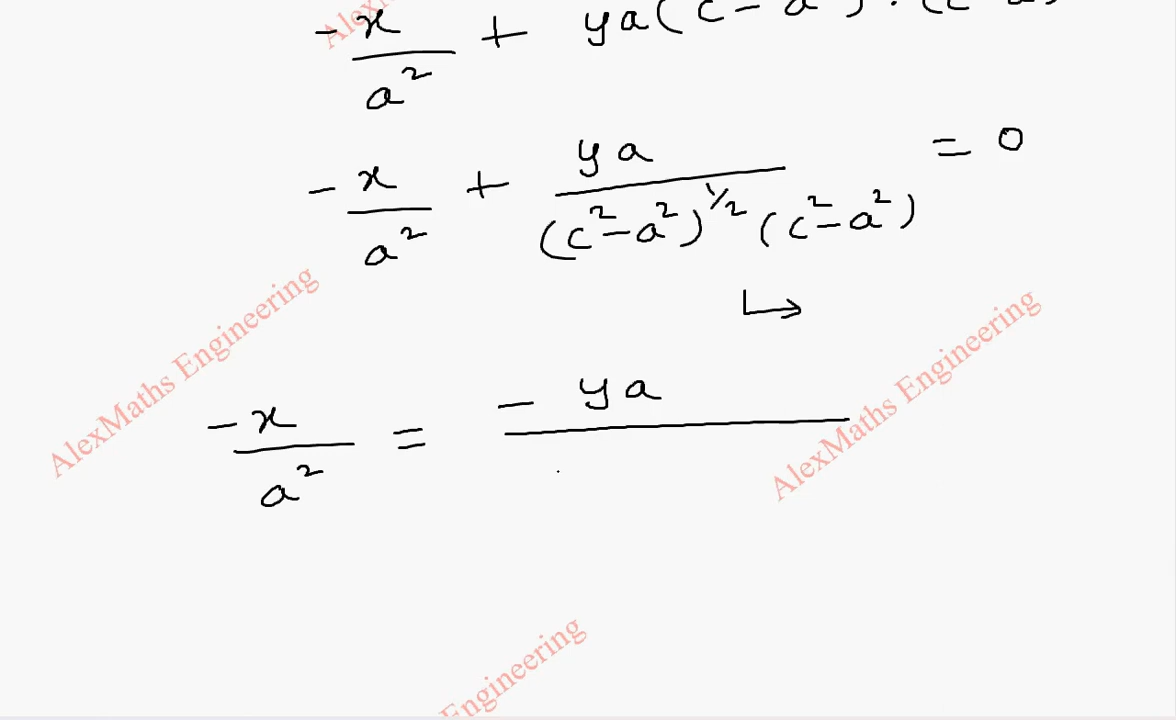 -x/a² + ya(c - a
-x/a² + ya/((c²-a²)^1/2 (c²-a²)) = 0
↳
-x/a² = - ya
AlexMaths Engineering
AlexMaths Engineering
Engineering